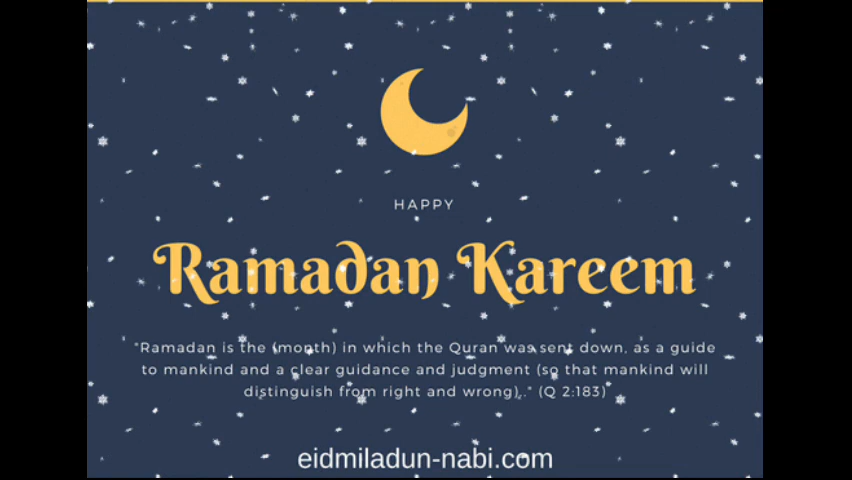 HAPPY
Ramadan Kareem
"Ramadan is the (month) in which the Quran was sent down, as a guide
to mankind and a clear guidance and judgment (so that mankind will
distinguish from right and wrong).." (Q 2:183)
eidmiladun-nabi.com